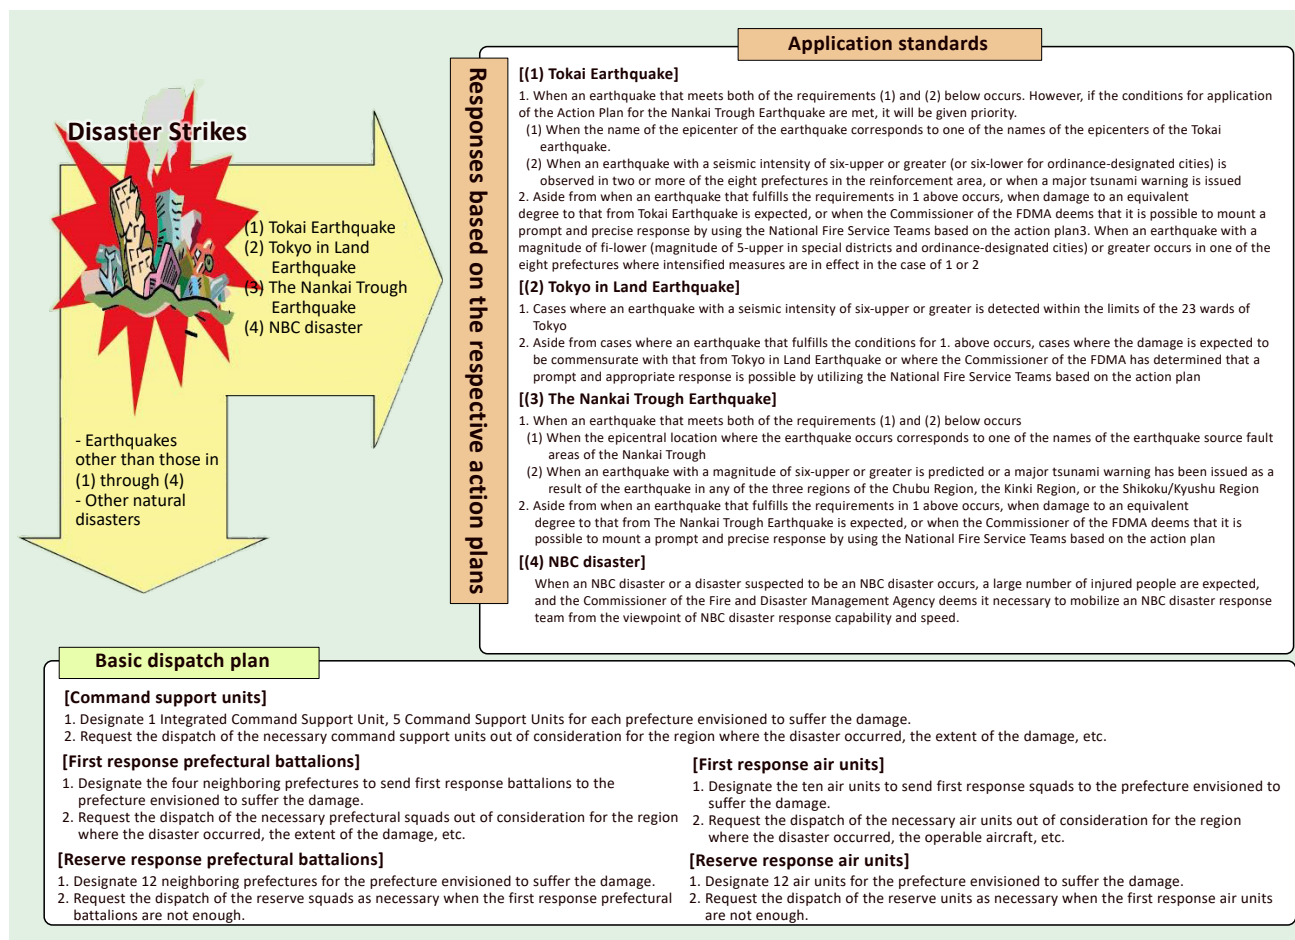 Disaster Strikes
(1) Tokai Earthquake
(2) Tokyo in Land
Earthquake
(3) The Nankai Trough
Earthquake
(4) NBC disaster
- Earthquakes
other than those in
(1) through (4)
- Other natural
disasters
Responses based on the respective action plans
Application standards
[(1) Tokai Earthquake]
1. When an earthquake that meets both of the requirements (1) and (2) below occurs. However, if the conditions for application
of the Action Plan for the Nankai Trough Earthquake are met, it will be given priority.
(1) When the name of the epicenter of the earthquake corresponds to one of the names of the epicenters of the Tokai
earthquake.
(2) When an earthquake with a seismic intensity of six-upper or greater (or six-lower for ordinance-designated cities) is
observed in two or more of the eight prefectures in the reinforcement area, or when a major tsunami warning is issued
2. Aside from when an earthquake that fulfills the requirements in 1 above occurs, when damage to an equivalent
degree to that from Tokai Earthquake is expected, or when the Commissioner of the FDMA deems that it is possible to mount a
prompt and precise response by using the National Fire Service Teams based on the action plan3. When an earthquake with a
magnitude of fi-lower (magnitude of 5-upper in special districts and ordinance-designated cities) or greater occurs in one of the
eight prefectures where intensified measures are in effect in the case of 1 or 2
[(2) Tokyo in Land Earthquake]
1. Cases where an earthquake with a seismic intensity of six-upper or greater is detected within the limits of the 23 wards of
Tokyo
2. Aside from cases where an earthquake that fulfills the conditions for 1. above occurs, cases where the damage is expected to
be commensurate with that from Tokyo in Land Earthquake or where the Commissioner of the FDMA has determined that a
prompt and appropriate response is possible by utilizing the National Fire Service Teams based on the action plan
[(3) The Nankai Trough Earthquake]
1. When an earthquake that meets both of the requirements (1) and (2) below occurs
(1) When the epicentral location where the earthquake occurs corresponds to one of the names of the earthquake source fault
areas of the Nankai Trough
(2) When an earthquake with a magnitude of six-upper or greater is predicted or a major tsunami warning has been issued as a
result of the earthquake in any of the three regions of the Chubu Region, the Kinki Region, or the Shikoku/Kyushu Region
2. Aside from when an earthquake that fulfills the requirements in 1 above occurs, when damage to an equivalent
degree to that from The Nankai Trough Earthquake is expected, or when the Commissioner of the FDMA deems that it is
possible to mount a prompt and precise response by using the National Fire Service Teams based on the action plan
[(4) NBC disaster]
When an NBC disaster or a disaster suspected to be an NBC disaster occurs, a large number of injured people are expected,
and the Commissioner of the Fire and Disaster Management Agency deems it necessary to mobilize an NBC disaster response
team from the viewpoint of NBC disaster response capability and speed.
Basic dispatch plan
[Command support units]
1. Designate 1 Integrated Command Support Unit, 5 Command Support Units for each prefecture envisioned to suffer the damage.
2. Request the dispatch of the necessary command support units out of consideration for the region where the disaster occurred, the extent of the damage, etc.
[First response prefectural battalions]
1. Designate the four neighboring prefectures to send first response battalions to the
prefecture envisioned to suffer the damage.
2. Request the dispatch of the necessary prefectural squads out of consideration for the region
where the disaster occurred, the extent of the damage, etc.
[Reserve response prefectural battalions]
1. Designate 12 neighboring prefectures for the prefecture envisioned to suffer the damage.
2. Request the dispatch of the reserve squads as necessary when the first response prefectural
battalions are not enough.
[First response air units]
1. Designate the ten air units to send first response squads to the prefecture envisioned to
suffer the damage.
2. Request the dispatch of the necessary air units out of consideration for the region
where the disaster occurred, the operable aircraft, etc.
[Reserve response air units]
1. Designate 12 air units for the prefecture envisioned to suffer the damage.
2. Request the dispatch of the reserve units as necessary when the first response air units
are not enough.